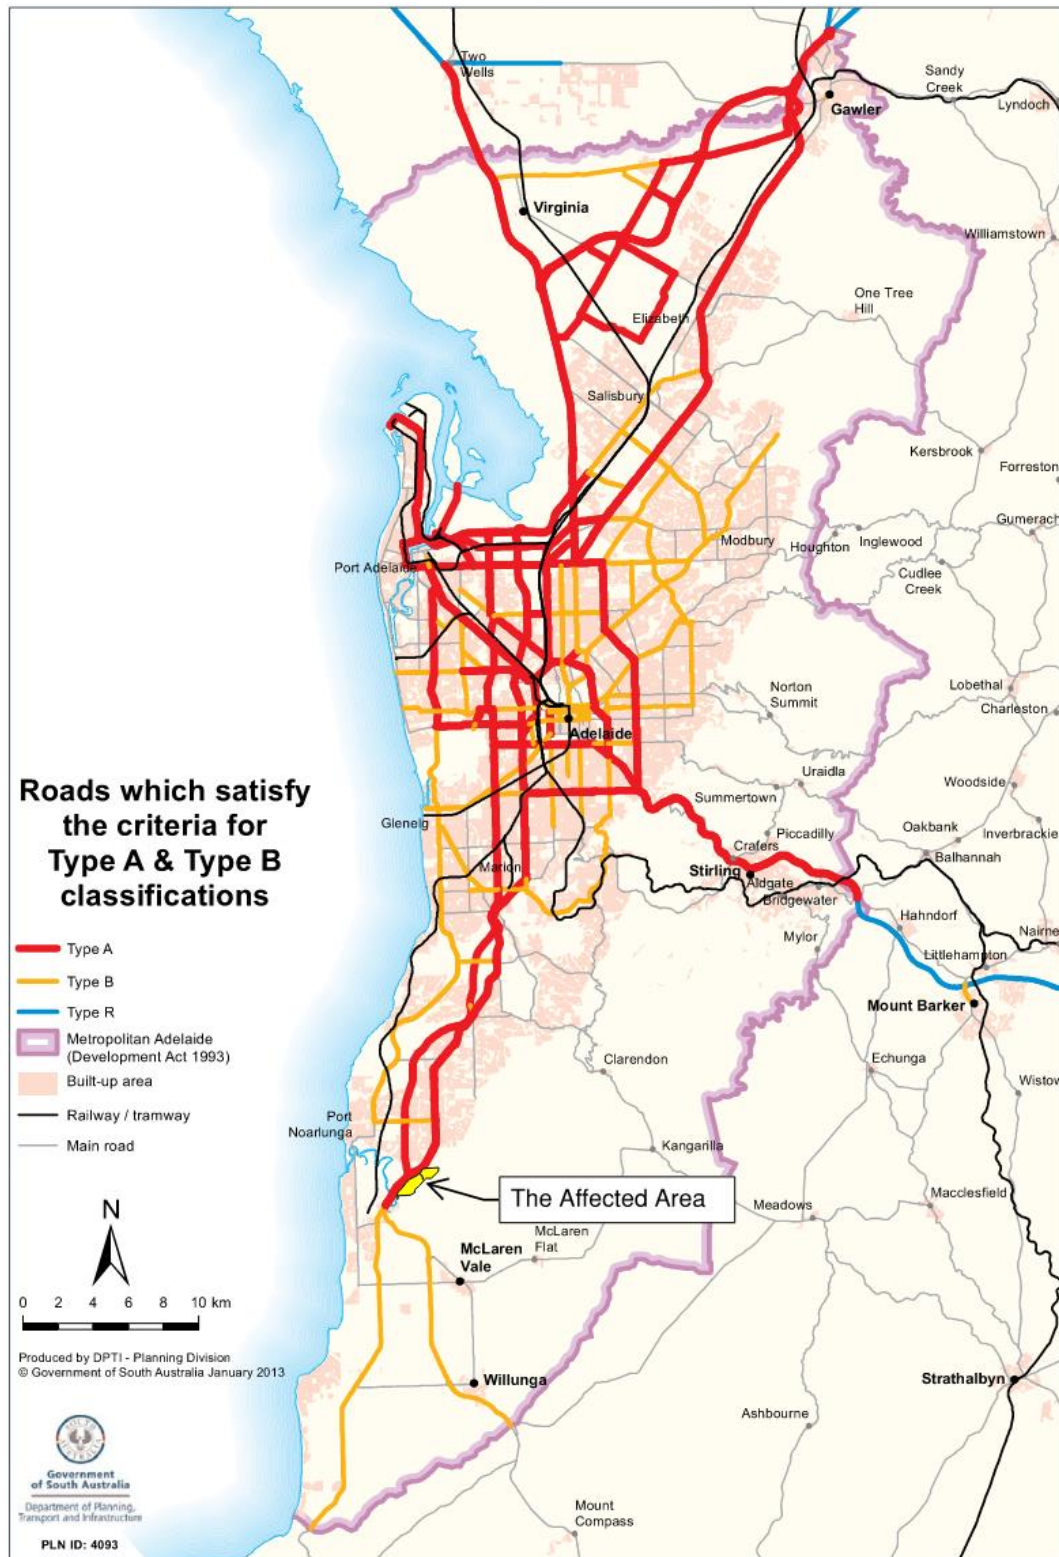 Two
Wells
Sandy
Creek
Lyndoch
Gawler
Virginia
Williamstown
One Tree
Hill
Elizabeth
Salisbury
Kersbrook
Forreston
Gumerach
Modbury
Houghton
Inglewood
Port Adelaide
Cudlee
Creek
Norton
Summit
Lobethal
Charleston
Adelaide
Roads which satisfy
the criteria for
Type A & Type B
classifications
Uraidla
Woodside
Summertown
Glenelg
Piccadilly
Oakbank
Inverbrackie
Crafers
Balhannah
Marion
Stirling
Aldgate
Bridgewater
Hahndorf
Mylor
Nairne
Littlehampton
Mount Barker
Type A
Type B
Type R
Metropolitan Adelaide
(Development Act 1993)
Built-up area
Railway / tramway
Main road
Clarendon
Echunga
Wistow
Port
Noarlunga
Kangarilla
The Affected Area
Meadows
Macclesfield
N
McLaren
Flat
McLaren
Vale
0 2 4 6 8 10 km
Produced by DPTI - Planning Division
© Government of South Australia January 2013
Willunga
Strathalbyn
Ashbourne
Government
of South Australia
Department of Planning,
Transport and Infrastructure
Mount
Compass
PLN ID: 4093